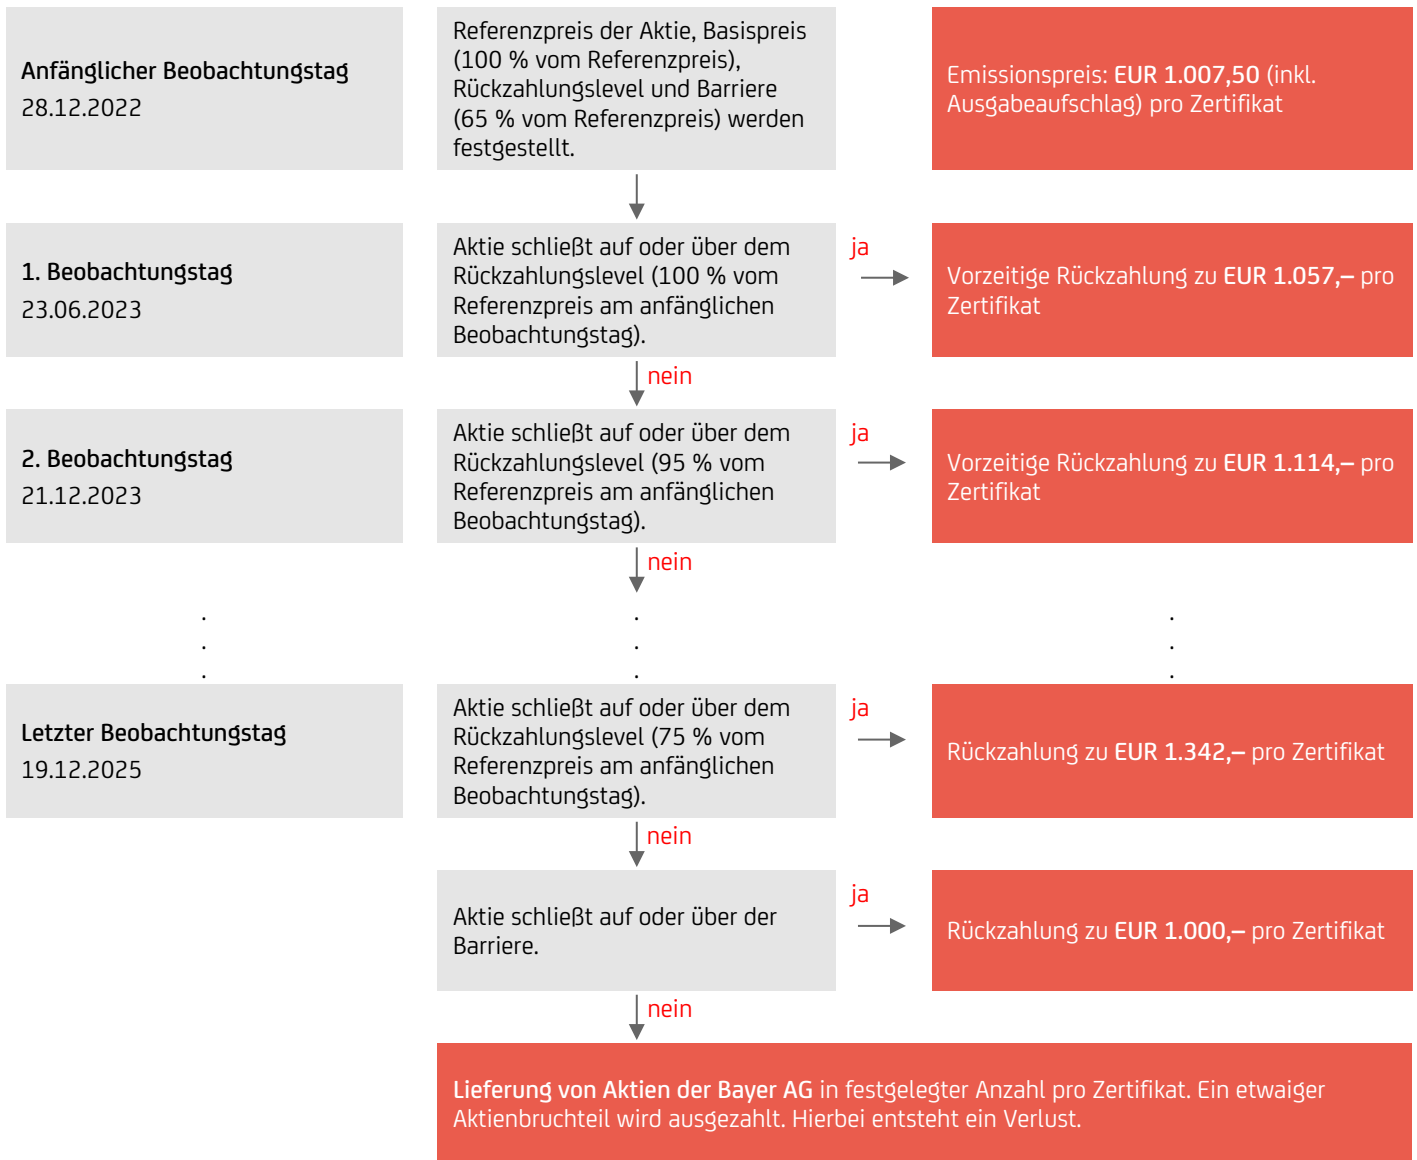 Anfänglicher Beobachtungstag
28.12.2022
Referenzpreis der Aktie, Basispreis
(100 % vom Referenzpreis),
Rückzahlungslevel und Barriere
(65 % vom Referenzpreis) werden
festgestellt.
Emissionspreis: EUR 1.007,50 (inkl.
Ausgabeaufschlag) pro Zertifikat
1. Beobachtungstag
23.06.2023
Aktie schließt auf oder über dem
Rückzahlungslevel (100 % vom
Referenzpreis am anfänglichen
Beobachtungstag).
ja
Vorzeitige Rückzahlung zu EUR 1.057,– pro
Zertifikat
nein
2. Beobachtungstag
21.12.2023
Aktie schließt auf oder über dem
Rückzahlungslevel (95 % vom
Referenzpreis am anfänglichen
Beobachtungstag).
ja
Vorzeitige Rückzahlung zu EUR 1.114,– pro
Zertifikat
nein
. . .
. . .
. . .
Letzter Beobachtungstag
19.12.2025
Aktie schließt auf oder über dem
Rückzahlungslevel (75 % vom
Referenzpreis am anfänglichen
Beobachtungstag).
ja
Rückzahlung zu EUR 1.342,– pro Zertifikat
nein
Aktie schließt auf oder über der
Barriere.
ja
Rückzahlung zu EUR 1.000,– pro Zertifikat
nein
Lieferung von Aktien der Bayer AG in festgelegter Anzahl pro Zertifikat. Ein etwaiger
Aktienbruchteil wird ausgezahlt. Hierbei entsteht ein Verlust.